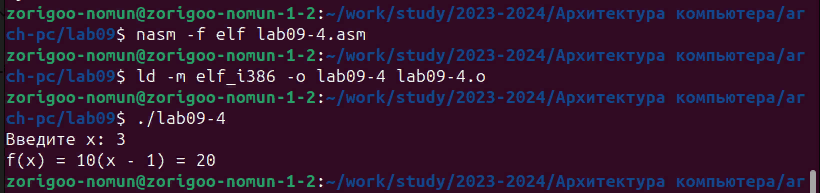 zorigoo-nomun@zorigoo-nomun-1-2:~/work/study/2023-2024/Архитектура компьютера/ar
ch-pc/lab09$ nasm -f elf lab09-4.asm
zorigoo-nomun@zorigoo-nomun-1-2:~/work/study/2023-2024/Архитектура компьютера/ar
ch-pc/lab09$ ld -m elf_i386 -o lab09-4 lab09-4.o
zorigoo-nomun@zorigoo-nomun-1-2:~/work/study/2023-2024/Архитектура компьютера/ar
ch-pc/lab09$ ./lab09-4
Введите x: 3
f(x) = 10(x - 1) = 20
zorigoo-nomun@zorigoo-nomun-1-2:~/work/study/2023-2024/Архитектура компьютера/ar